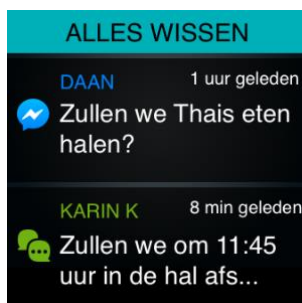 ALLES WISSEN
DAAN 1 uur geleden
Zullen we Thais eten
halen?
KARIN K 8 min geleden
Zullen we om 11:45
uur in de hal afs...